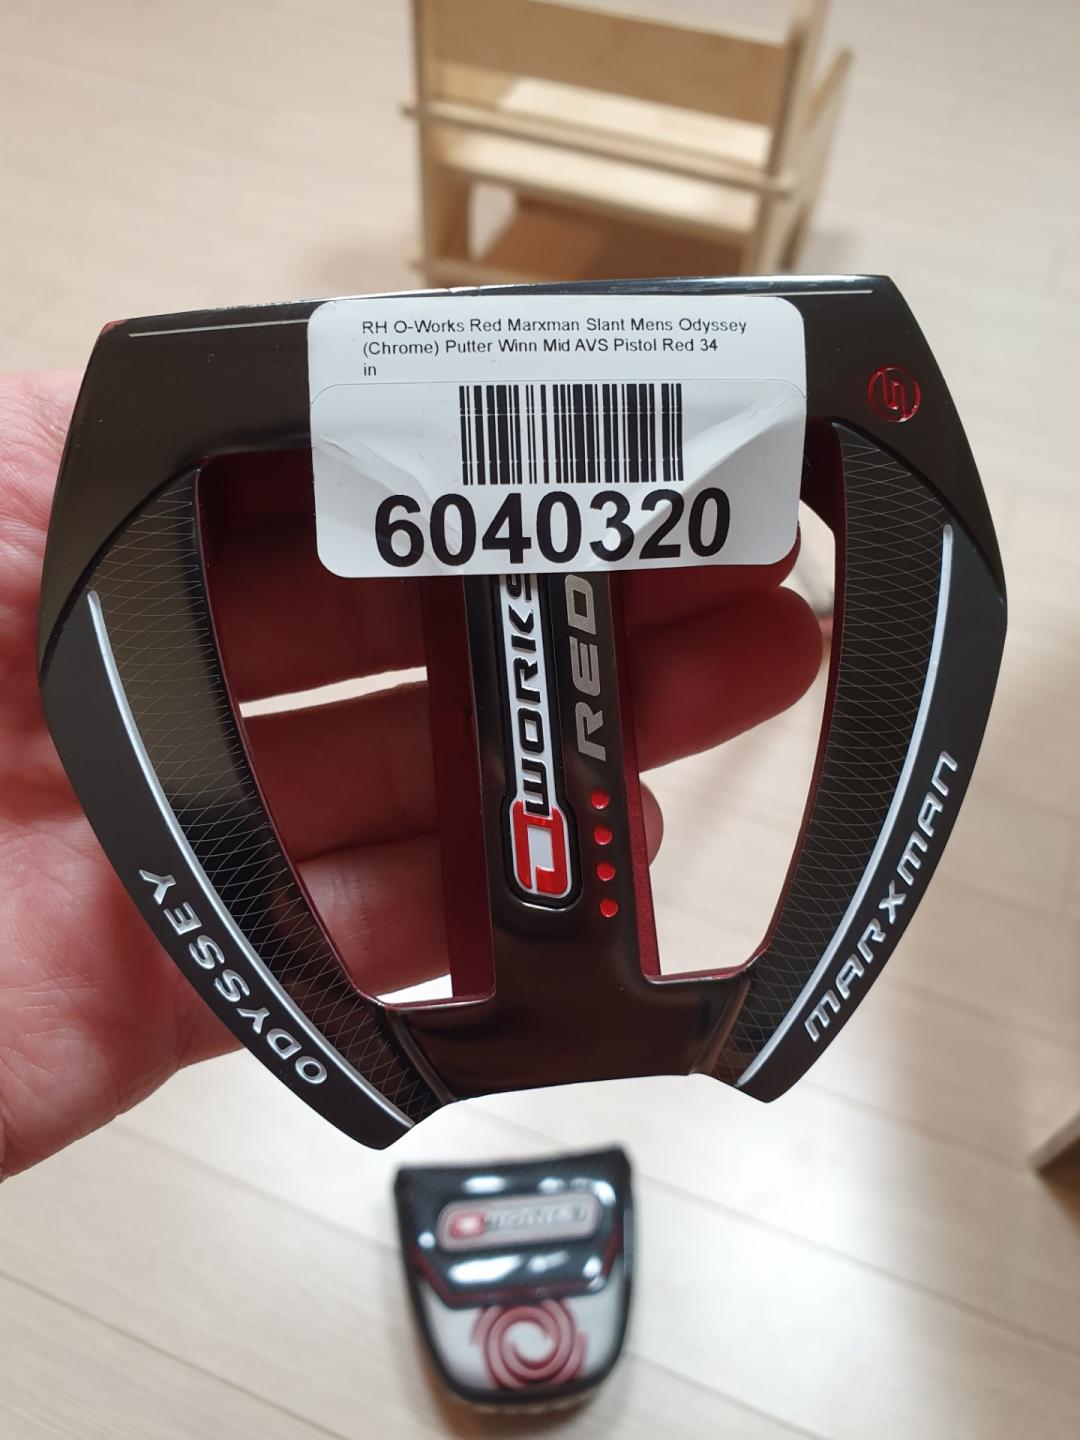 RH O-Works Red Marxman Slant Mens Odyssey
(Chrome) Putter Winn Mid AVS Pistol Red 34
in
6040320
WORKS
RED
ODYSSEY
MARXMAN